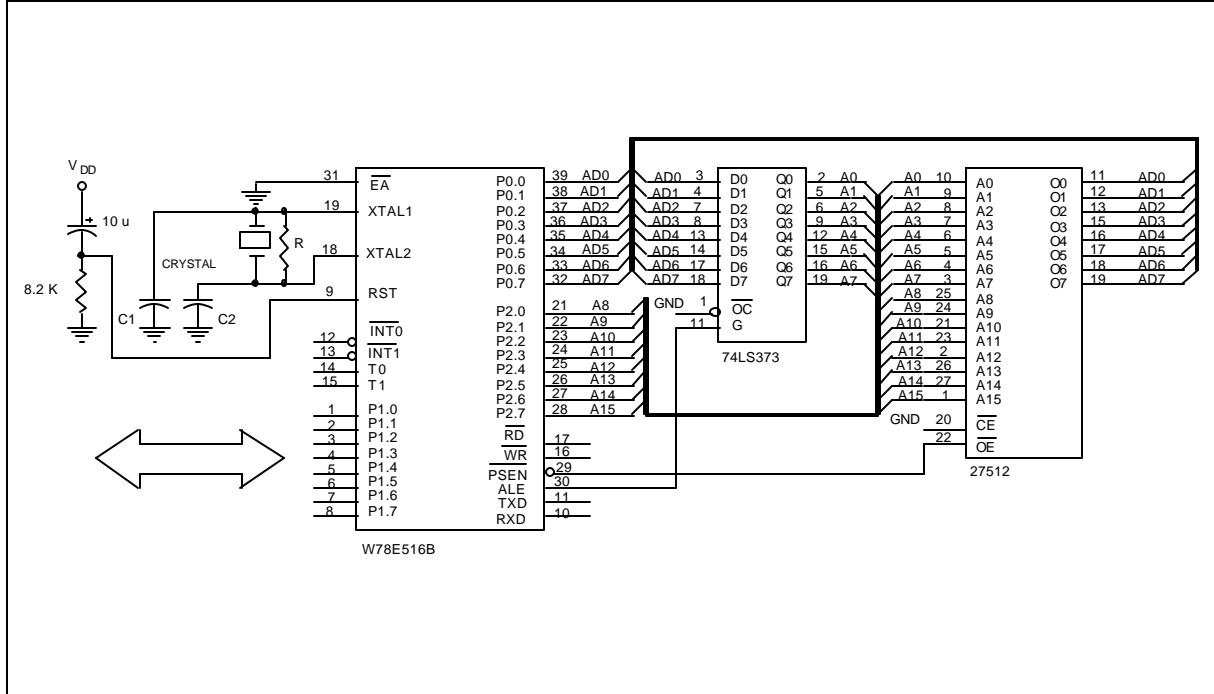 V DD
10 u
8.2 K
CRYSTAL
R
C1
C2
31
19
18
9
12
13
14
15
1
2
3
4
5
6
7
8
EA
XTAL1
XTAL2
RST
INT0
INT1
T0
T1
P1.0
P1.1
P1.2
P1.3
P1.4
P1.5
P1.6
P1.7
P0.0 39 AD0
P0.1 38 AD1
P0.2 37 AD2
P0.3 36 AD3
P0.4 35 AD4
P0.5 34 AD5
P0.6 33 AD6
P0.7 32 AD7
P2.0 21 A8
P2.1 22 A9
P2.2 23 A10
P2.3 24 A11
P2.4 25 A12
P2.5 26 A13
P2.6 27 A14
P2.7 28 A15
RD 17
WR 16
PSEN 29
ALE 30
TXD 11
RXD 10
W78E516B
AD0 3 D0 Q0 2 A0
AD1 4 D1 Q1 5 A1
AD2 7 D2 Q2 6 A2
AD3 8 D3 Q3 9 A3
AD4 13 D4 Q4 12 A4
AD5 14 D5 Q5 15 A5
AD6 17 D6 Q6 16 A6
AD7 18 D7 Q7 19 A7
GND 1 OC
11 G
74LS373
A0 10 A0 O0 11 AD0
A1 9 A1 O1 12 AD1
A2 8 A2 O2 13 AD2
A3 7 A3 O3 15 AD3
A4 6 A4 O4 16 AD4
A5 5 A5 O5 17 AD5
A6 4 A6 O6 18 AD6
A7 3 A7 O7 19 AD7
A8 25 A8
A9 24 A9
A10 21 A10
A11 23 A11
A12 2 A12
A13 26 A13
A14 27 A14
A15 1 A15
GND 20 CE
22 OE
27512